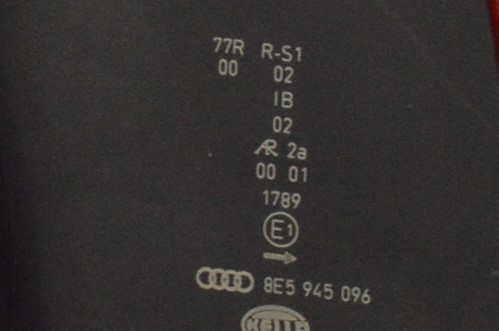 77R R-S1
00 02
IB
02
AR 2a
00 01
1789
E1
8E5 945 096
HELLA